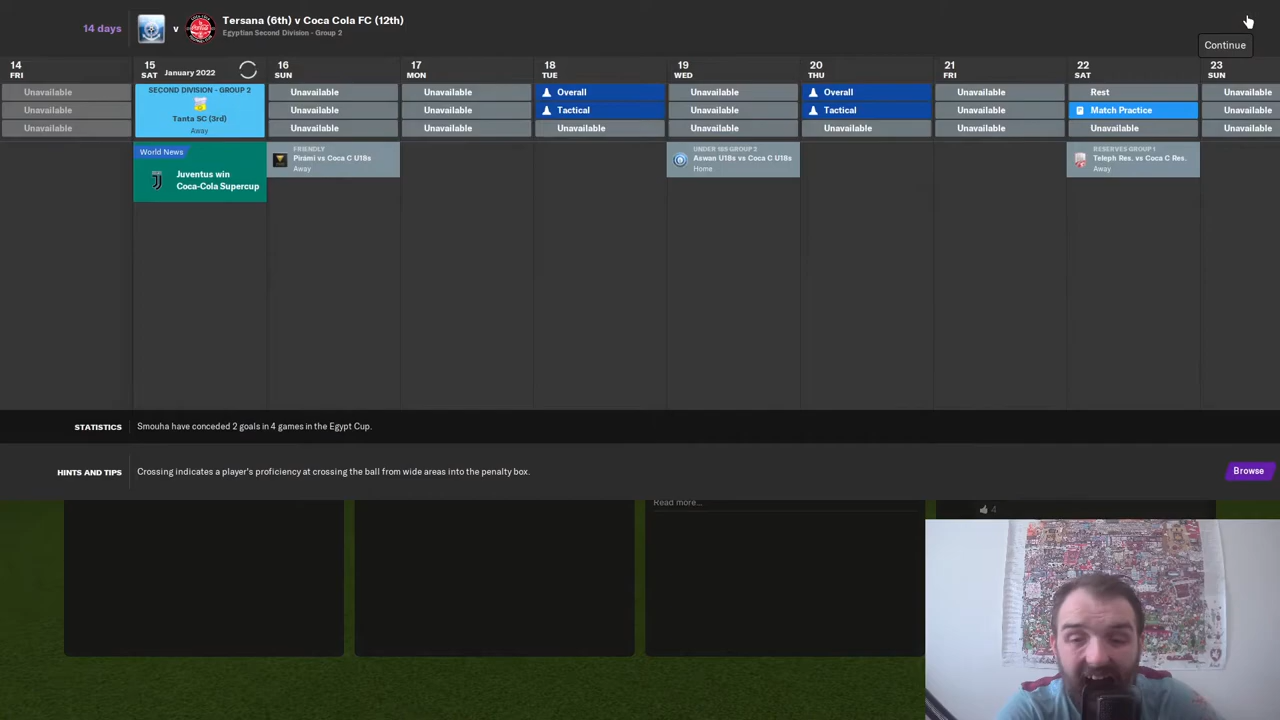 14 days
v
Tersana (6th) v Coca Cola FC (12th)
Egyptian Second Division - Group 2
Continue
14
FRI
15
SAT
January 2022
16
SUN
17
MON
18
TUE
19
WED
20
THU
21
FRI
22
SAT
23
SUN
Unavailable
Unavailable
Unavailable
SECOND DIVISION - GROUP 2
Tanta SC (3rd)
Away
Unavailable
Unavailable
Unavailable
Unavailable
Unavailable
Unavailable
Overall
Tactical
Unavailable
Unavailable
Unavailable
Unavailable
Overall
Tactical
Unavailable
Unavailable
Unavailable
Unavailable
Rest
Match Practice
Unavailable
Unavailable
Unavailable
Unavailable
World News
Juventus win
Coca-Cola Supercup
FRIENDLY
Pirámi vs Coca C U18s
Away
UNDER 19S GROUP 2
Aswan U18s vs Coca C U18s
Home
RESERVES GROUP 1
Teleph Res. vs Coca C Res.
Away
STATISTICS
Smouha have conceded 2 goals in 4 games in the Egypt Cup.
HINTS AND TIPS
Crossing indicates a player's proficiency at crossing the ball from wide areas into the penalty box.
Browse
Read more...
4